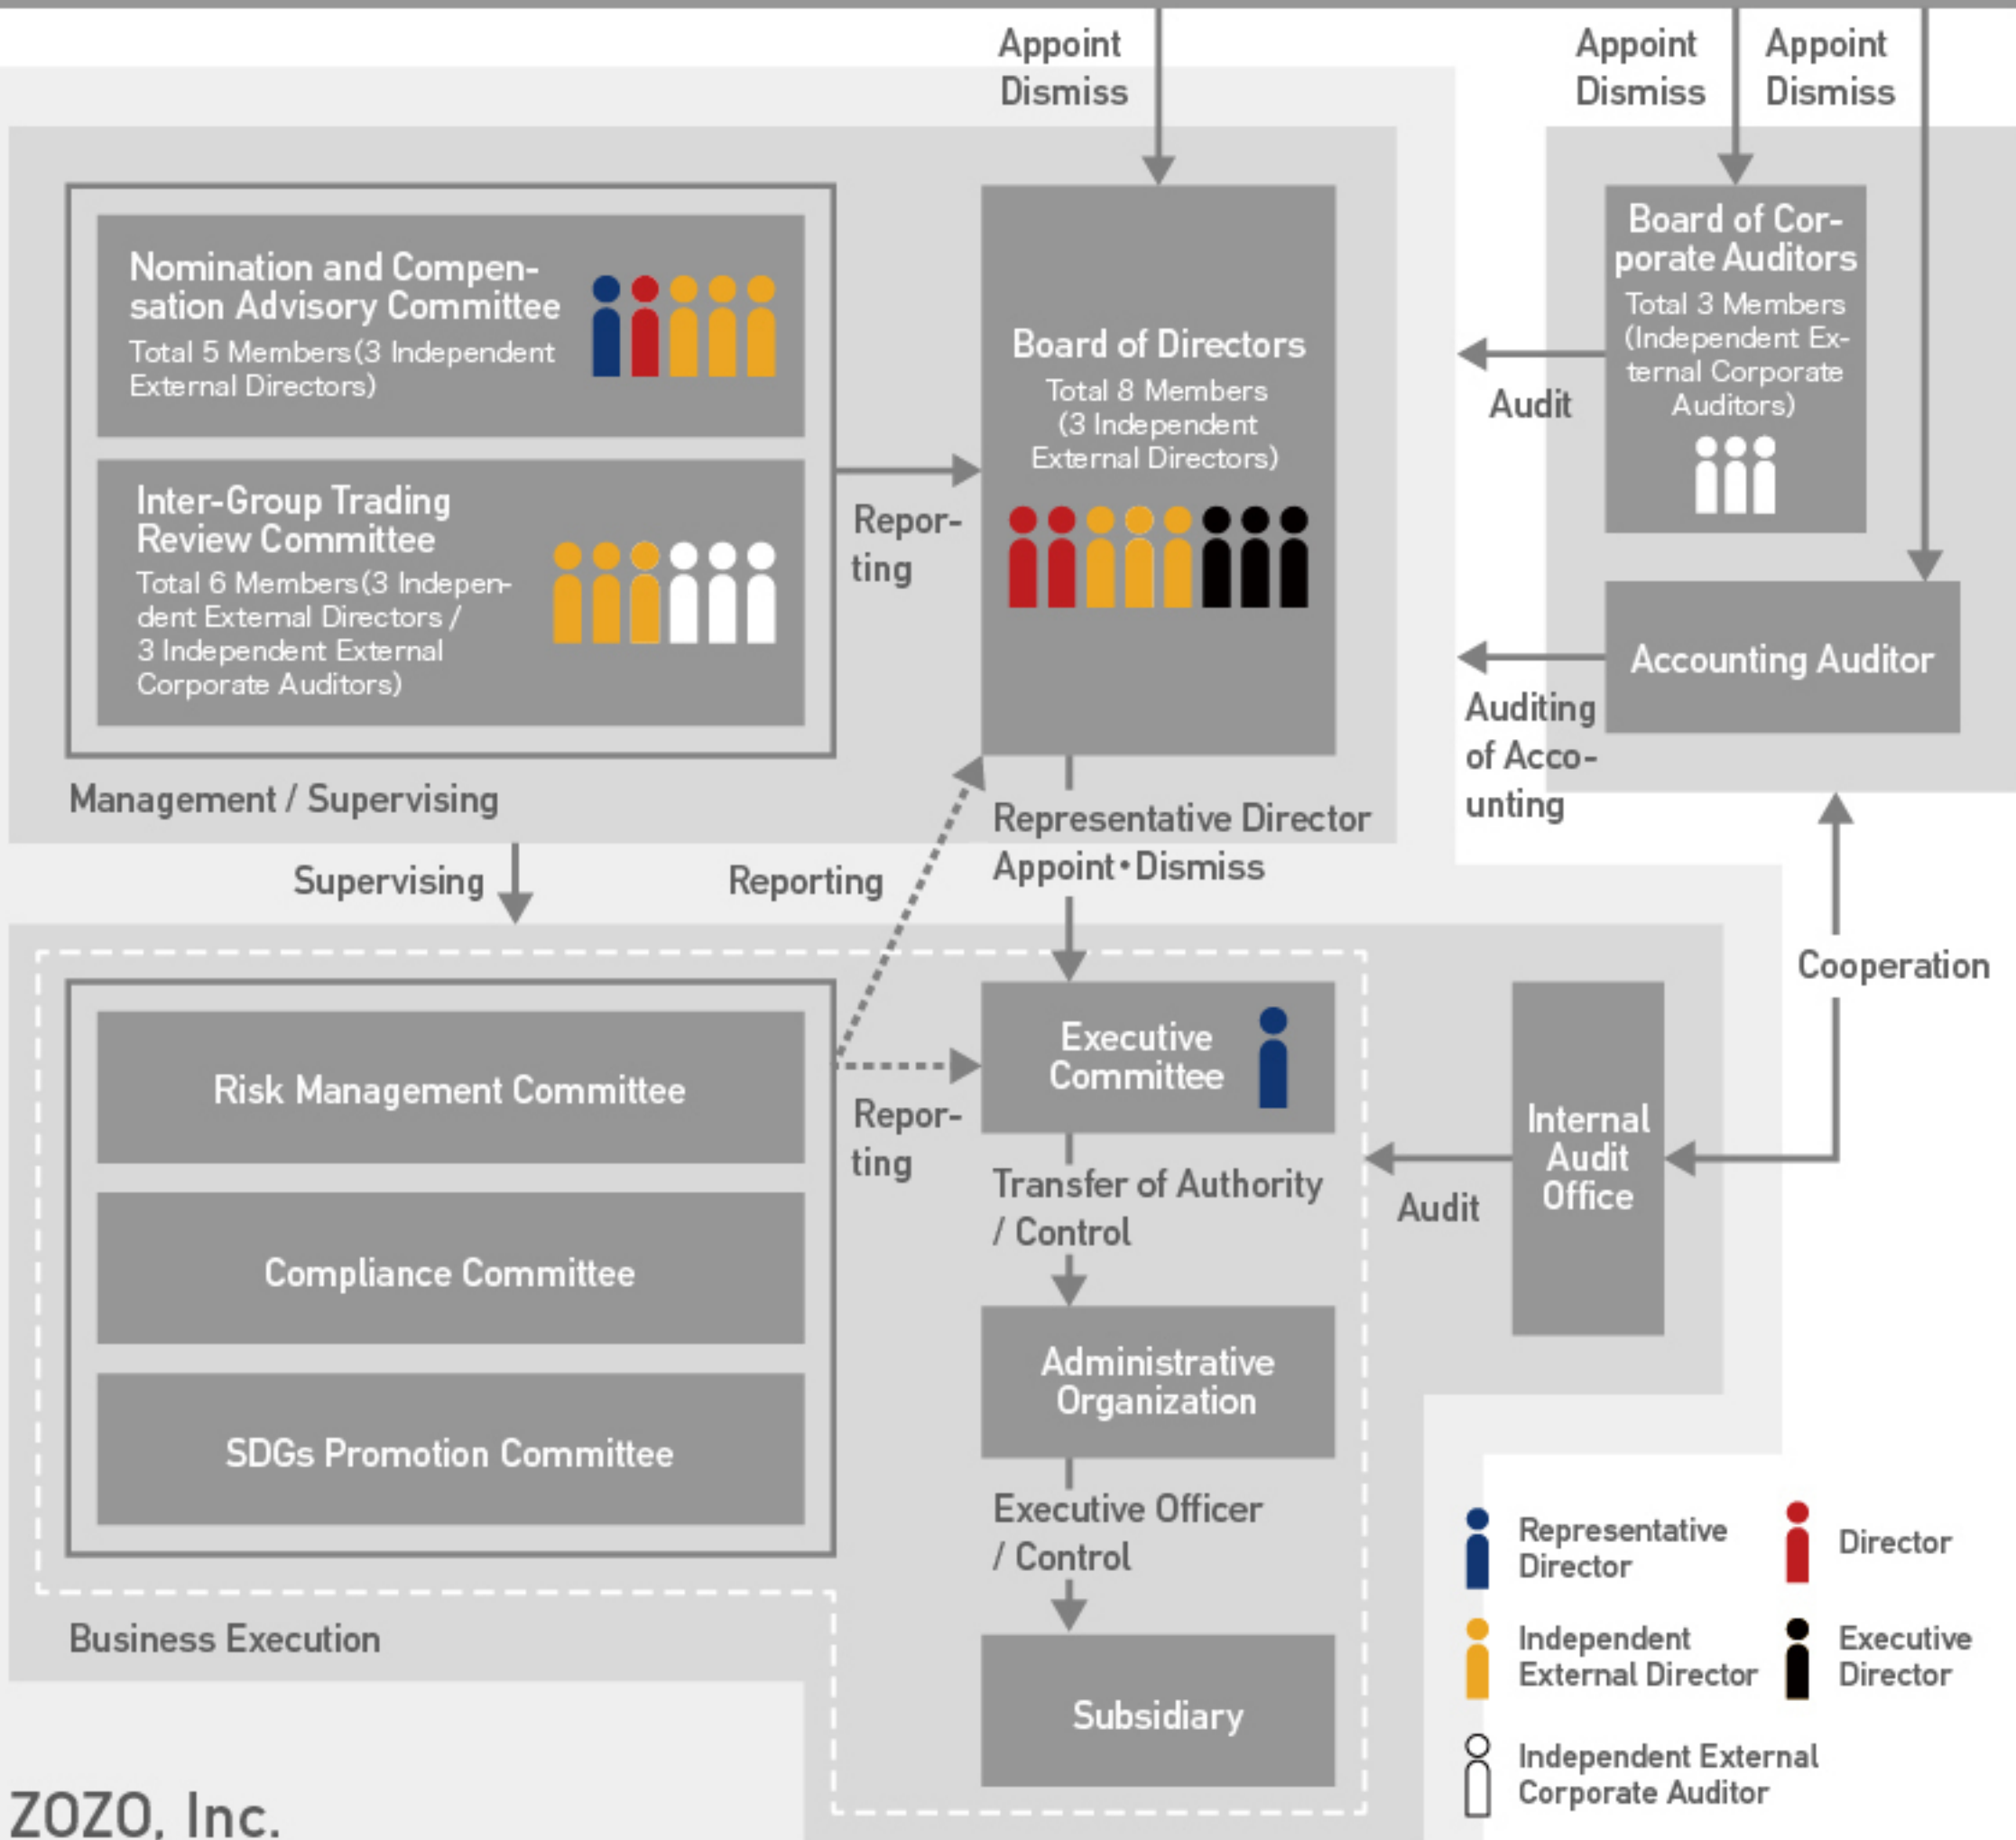 Appoint
Dismiss
Appoint
Dismiss
Appoint
Dismiss
Nomination and Compen-
sation Advisory Committee
Total 5 Members(3 Independent
External Directors)
Inter-Group Trading
Review Committee
Total 6 Members(3 Indepen-
dent External Directors /
3 Independent External
Corporate Auditors)
Management / Supervising
Repor-
ting
Board of Directors
Total 8 Members
(3 Independent
External Directors)
Board of Cor-
porate Auditors
Total 3 Members
(Independent Ex-
ternal Corporate
Auditors)
Audit
Accounting Auditor
Auditing
of Acco-
unting
Supervising
Reporting
Representative Director
Appoint・Dismiss
Cooperation
Risk Management Committee
Compliance Committee
SDGs Promotion Committee
Business Execution
Repor-
ting
Executive
Committee
Transfer of Authority
/ Control
Administrative
Organization
Executive Officer
/ Control
Subsidiary
Audit
Internal
Audit
Office
Representative
Director
Director
Independent
External Director
Executive
Director
Independent External
Corporate Auditor
ZOZO, Inc.